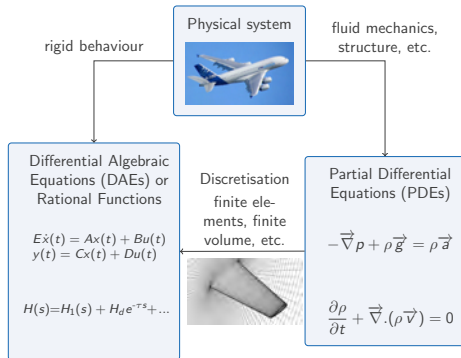 Physical system
rigid behaviour
fluid mechanics,
structure, etc.
Differential Algebraic
Equations (DAEs) or
Rational Functions
Eẋ(t) = Ax(t) + Bu(t)
y(t) = Cx(t) + Du(t)
H(s)=H₁(s) + H_d e^{-τs}+...
Discretisation
finite ele-
ments, finite
volume, etc.
Partial Differential
Equations (PDEs)
−∇⃗p + ρg⃗ = ρa⃗
∂ρ/∂t + ∇⃗.(ρv⃗) = 0